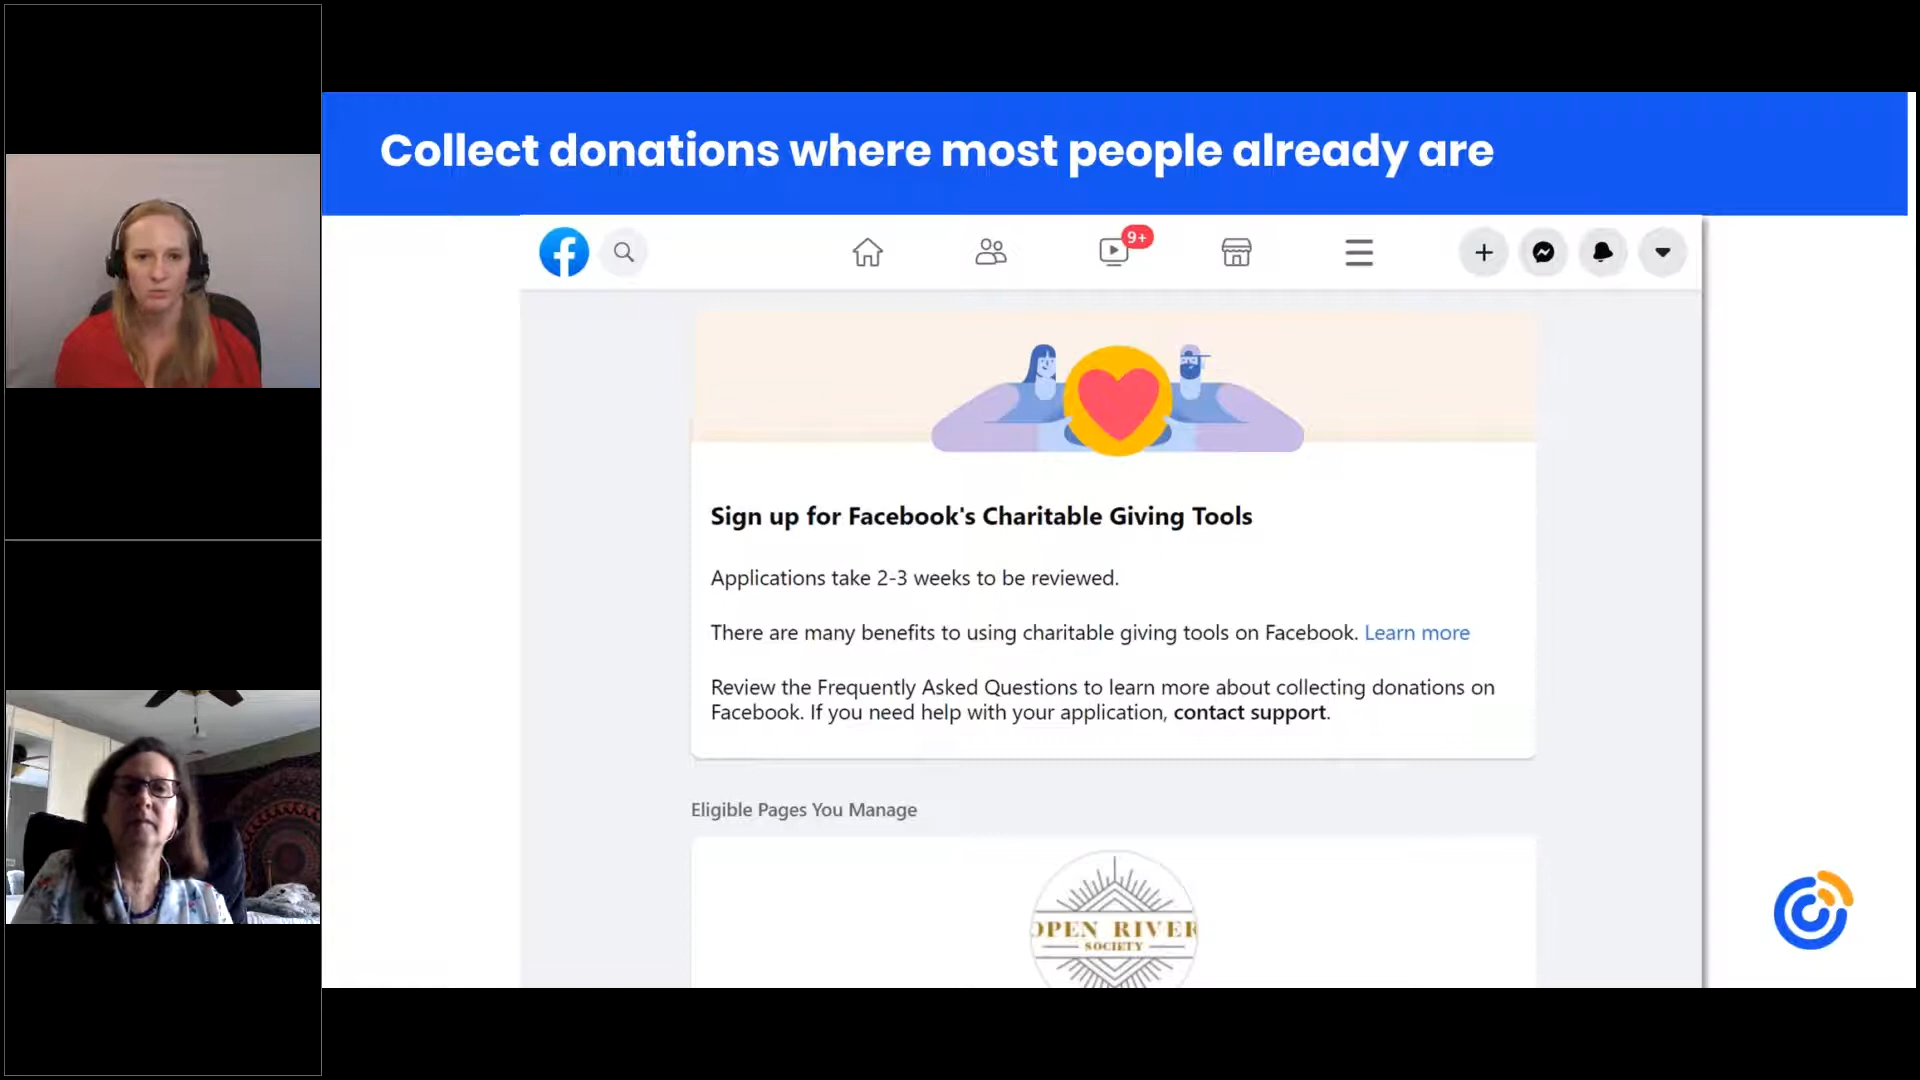 Collect donations where most people already are
9+
Sign up for Facebook's Charitable Giving Tools
Applications take 2-3 weeks to be reviewed.
There are many benefits to using charitable giving tools on Facebook. Learn more
Review the Frequently Asked Questions to learn more about collecting donations on
Facebook. If you need help with your application, contact support.
Eligible Pages You Manage
OPEN RIVER
SOCIETY